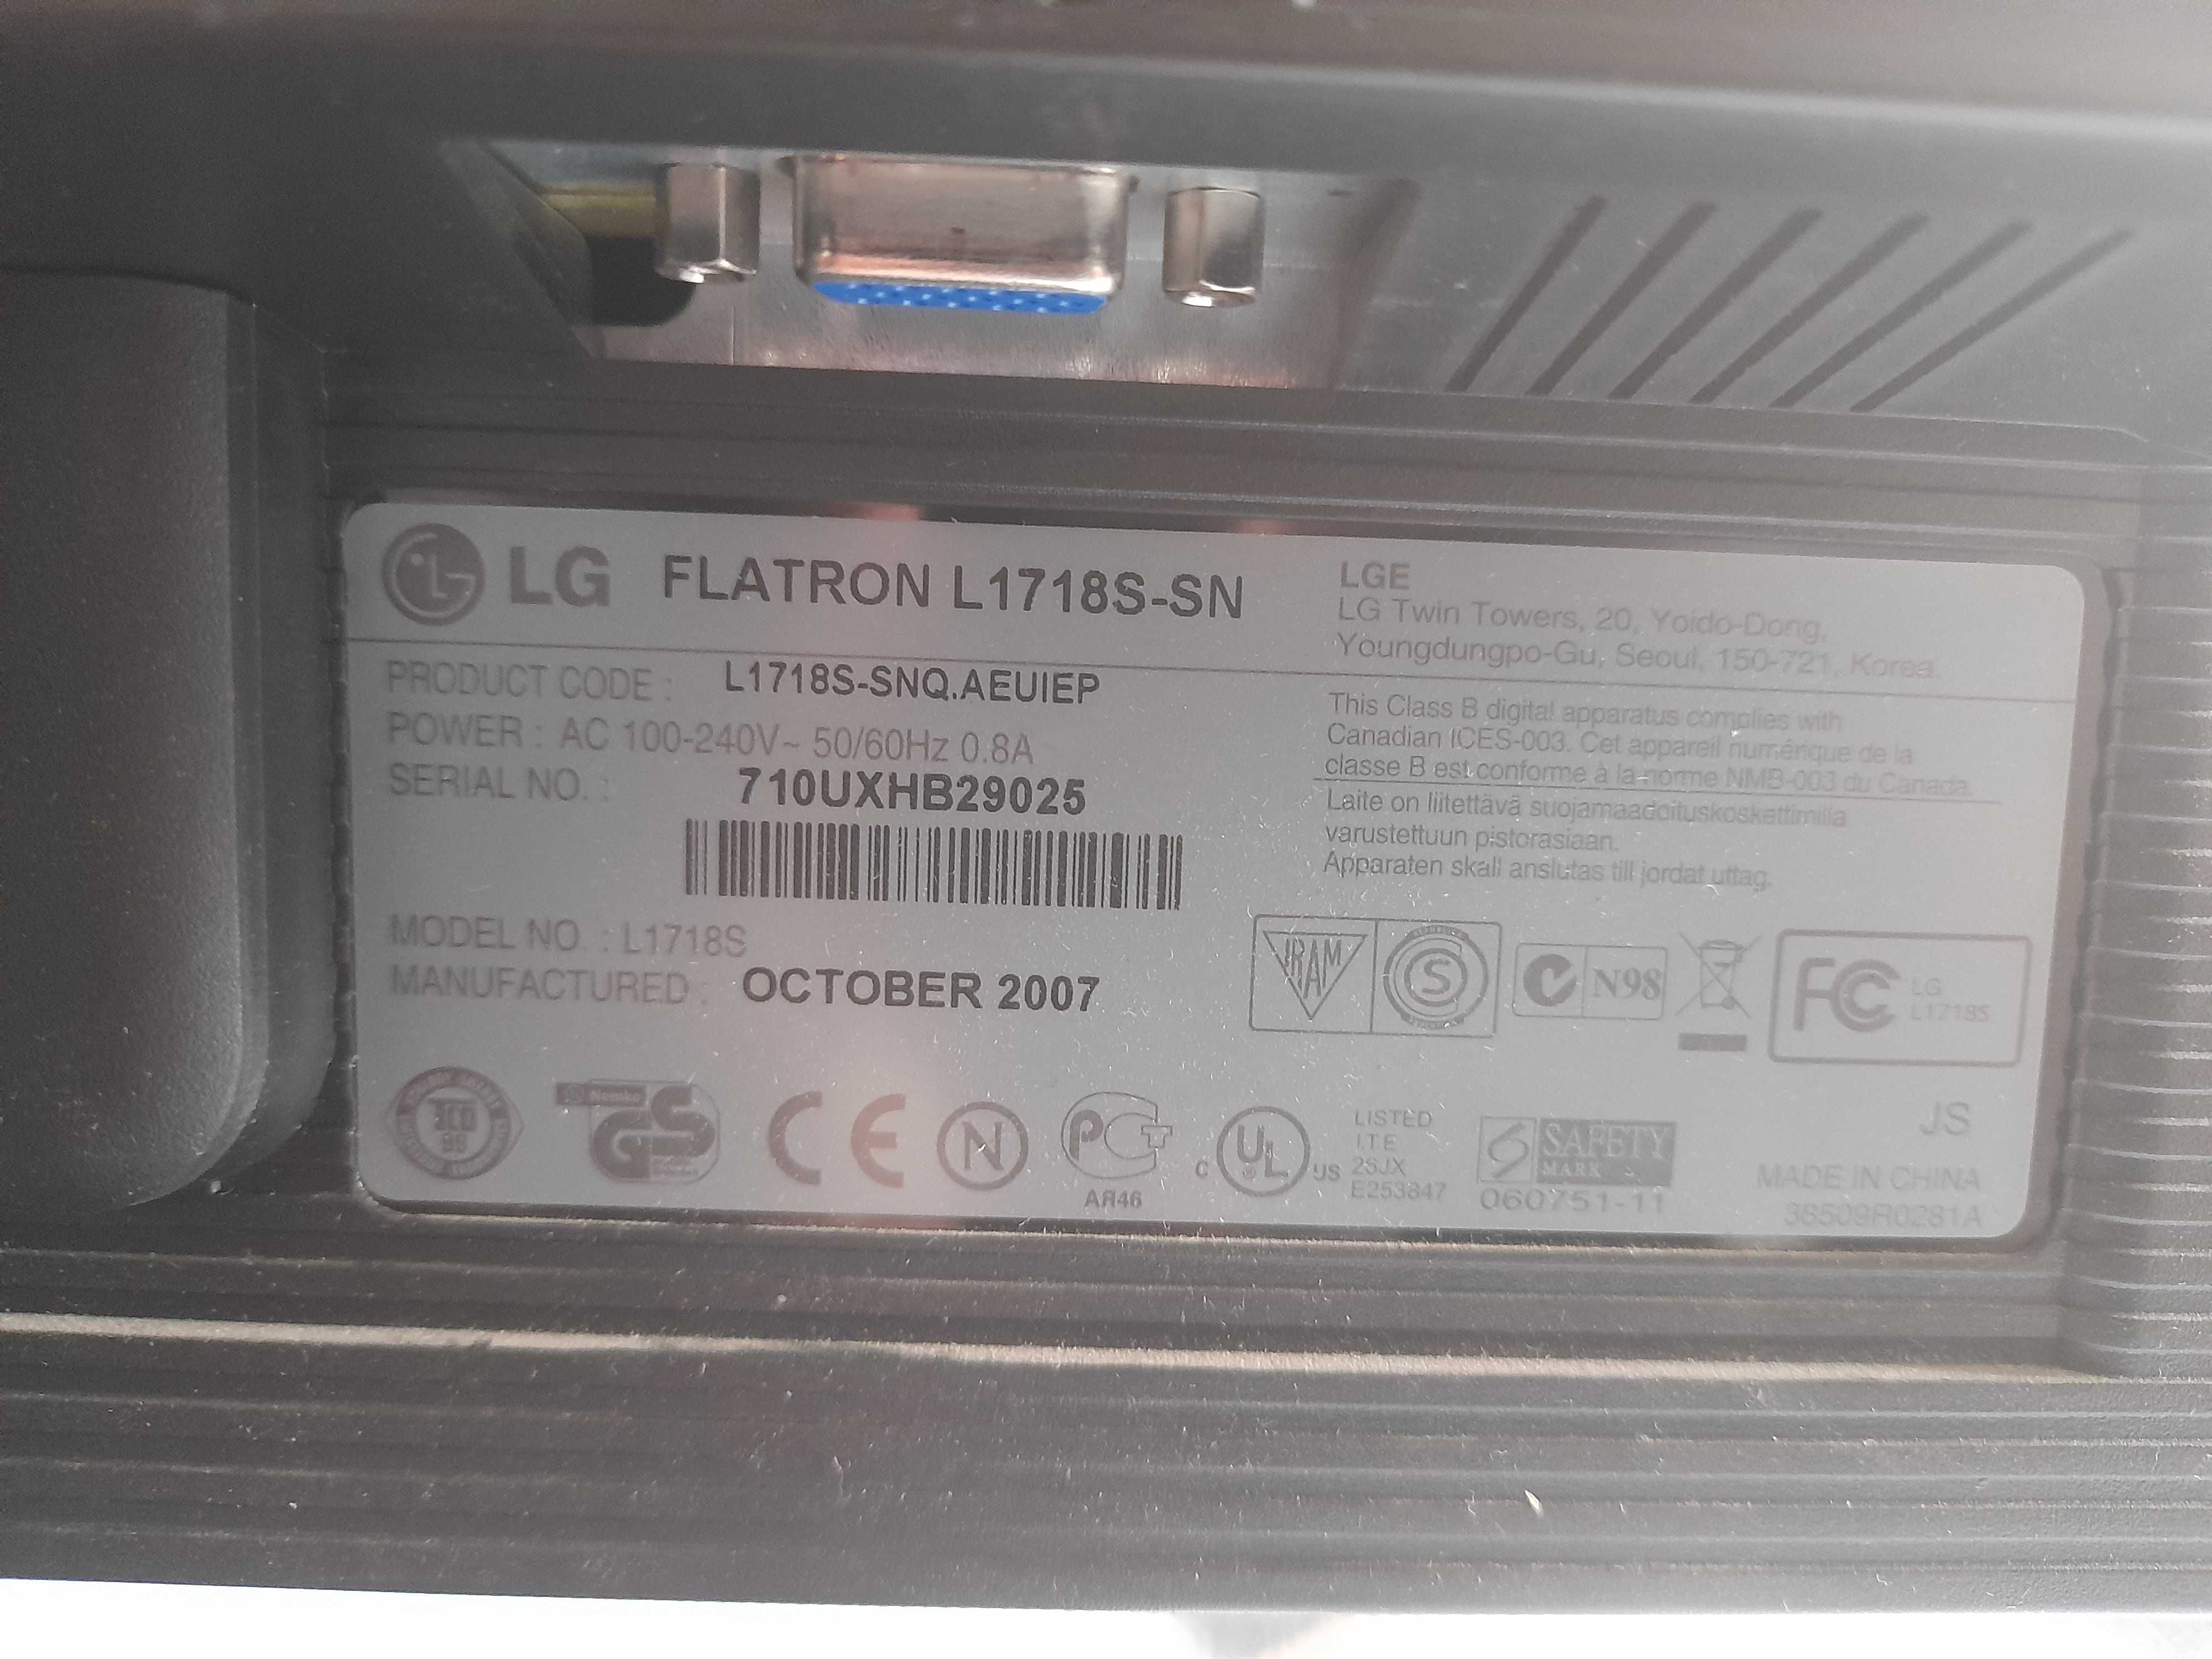 LG FLATRON L1718S-SN
LGE
LG Twin Towers, 20, Yoido-Dong,
Youngdungpo-Gu, Seoul, 150-721, Korea.
PRODUCT CODE : L1718S-SNQ.AEUIEP
POWER : AC 100-240V~ 50/60Hz 0.8A
SERIAL NO. : 710UXHB29025
MODEL NO. : L1718S
MANUFACTURED : OCTOBER 2007
This Class B digital apparatus complies with
Canadian ICES-003. Cet appareil numérique de la
classe B est conforme à la norme NMB-003 du Canada.
Laite on liitettävä suojamaadoituskoskettimilla
varustettuun pistorasiaan.
Apparaten skall anslutas till jordat uttag.
JRAM
S
N98
FC LG
L1718S
Nemko
GS
CE
N
PCT
АЯ46
c UL us
LISTED
I.T.E
E253847
SAFETY
MARK
060751-11
JS
MADE IN CHINA
36509R0281A